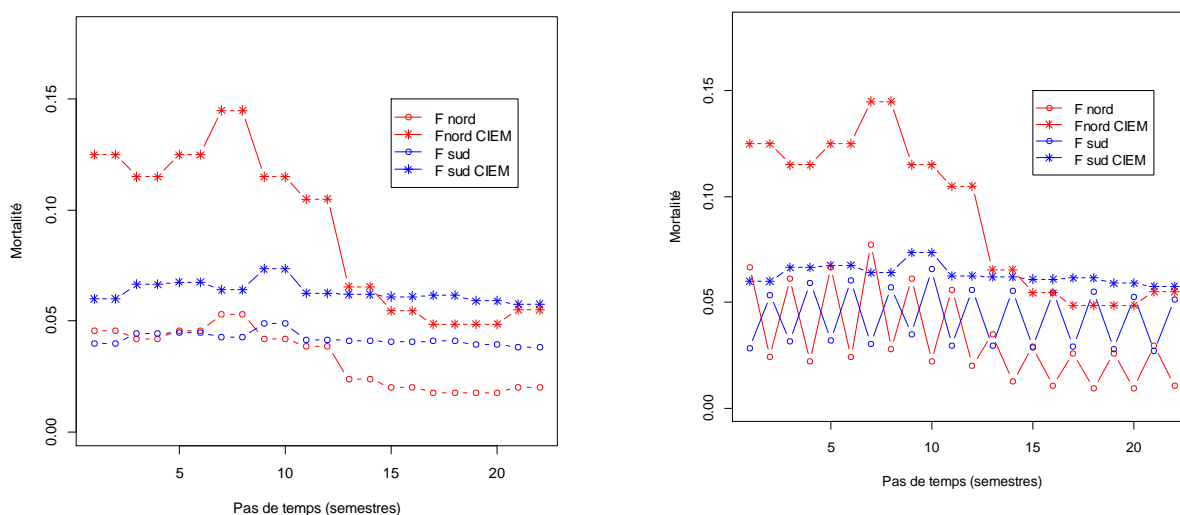 Mortalité
0.15
0.10
0.05
0.00
F nord
Fnord CIEM
F sud
F sud CIEM
5
10
15
20
Pas de temps (semestres)
Mortalité
0.15
0.10
0.05
0.00
F nord
Fnord CIEM
F sud
F sud CIEM
5
10
15
20
Pas de temps (semestres)